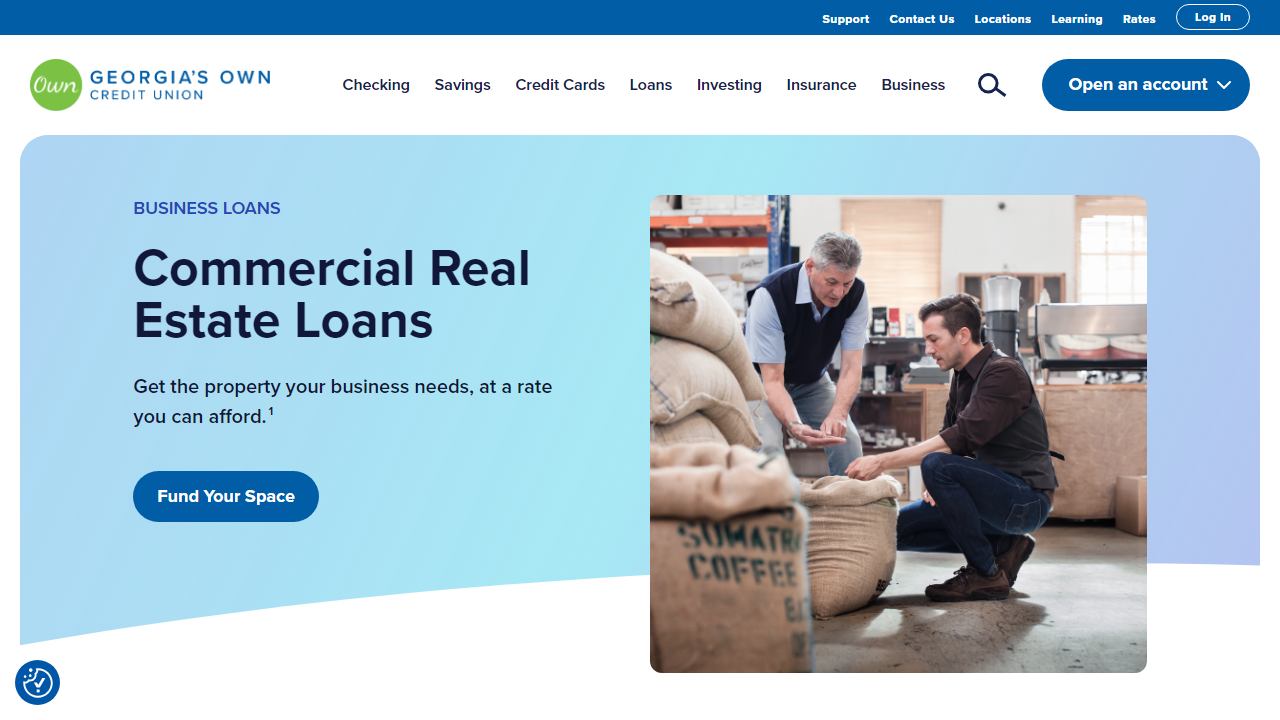 Support Contact Us Locations Learning Rates Log In
Own GEORGIA'S OWN
CREDIT UNION
Checking Savings Credit Cards Loans Investing Insurance Business Open an account
BUSINESS LOANS
Commercial Real
Estate Loans
Get the property your business needs, at a rate
you can afford.¹
Fund Your Space
SUMATRA
COFFEE